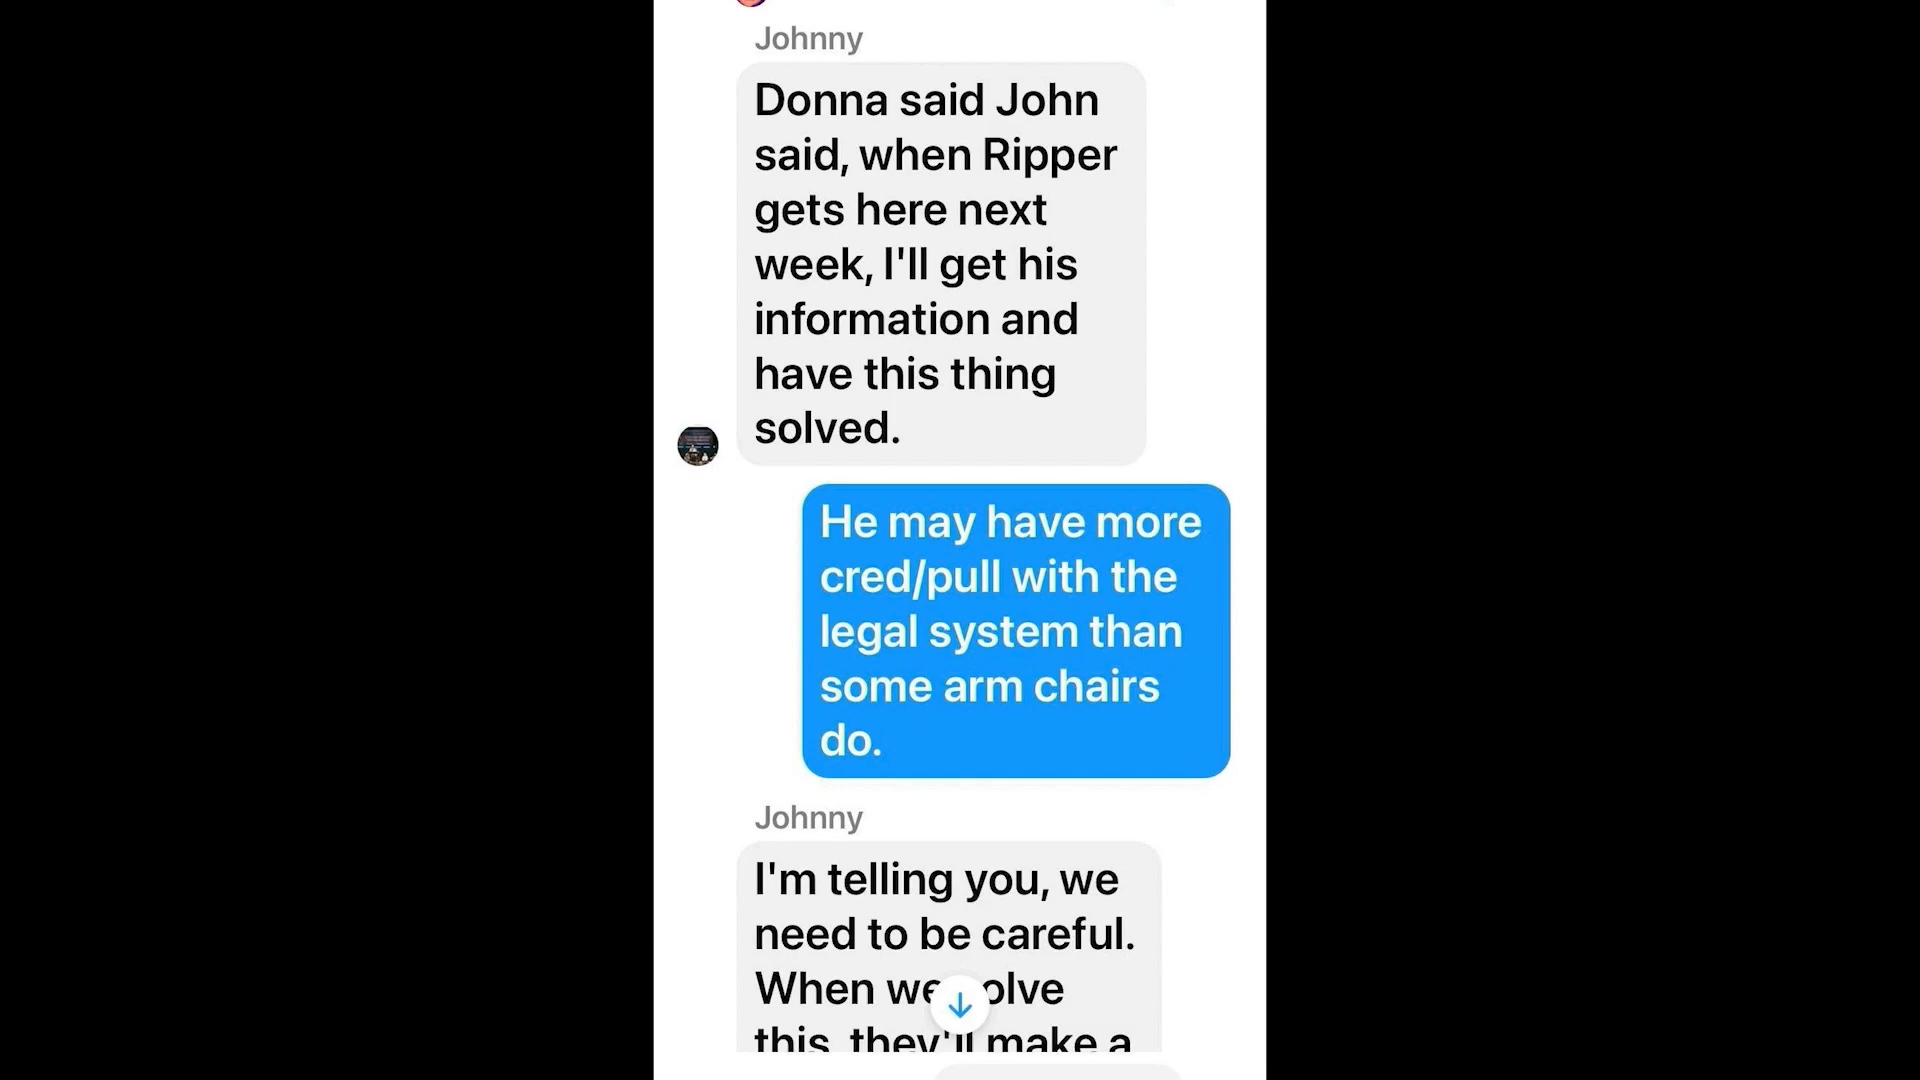 Johnny
Donna said John
said, when Ripper
gets here next
week, I'll get his
information and
have this thing
solved.
He may have more
cred/pull with the
legal system than
some arm chairs
do.
Johnny
I'm telling you, we
need to be careful.
When we olve
this, they'll make a